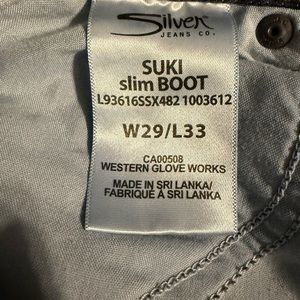 Silver
JEANS CO.
SUKI
slim BOOT
L93616SSX482 1003612
W29/L33
CA00508
WESTERN GLOVE WORKS
MADE IN SRI LANKA/
FABRIQUÉ À SRI LANKA